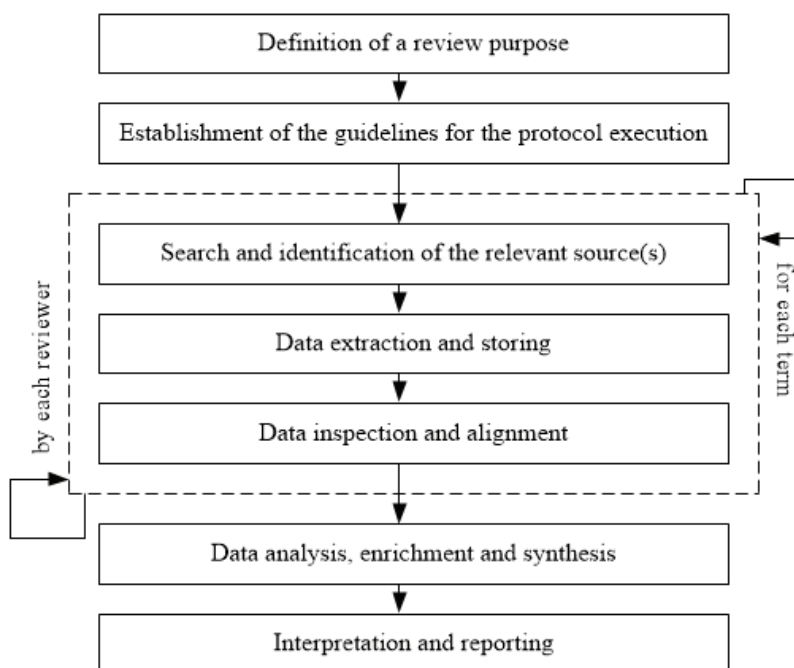 Definition of a review purpose
Establishment of the guidelines for the protocol execution
Search and identification of the relevant source(s)
for each term
by each reviewer
Data extraction and storing
Data inspection and alignment
Data analysis, enrichment and synthesis
Interpretation and reporting